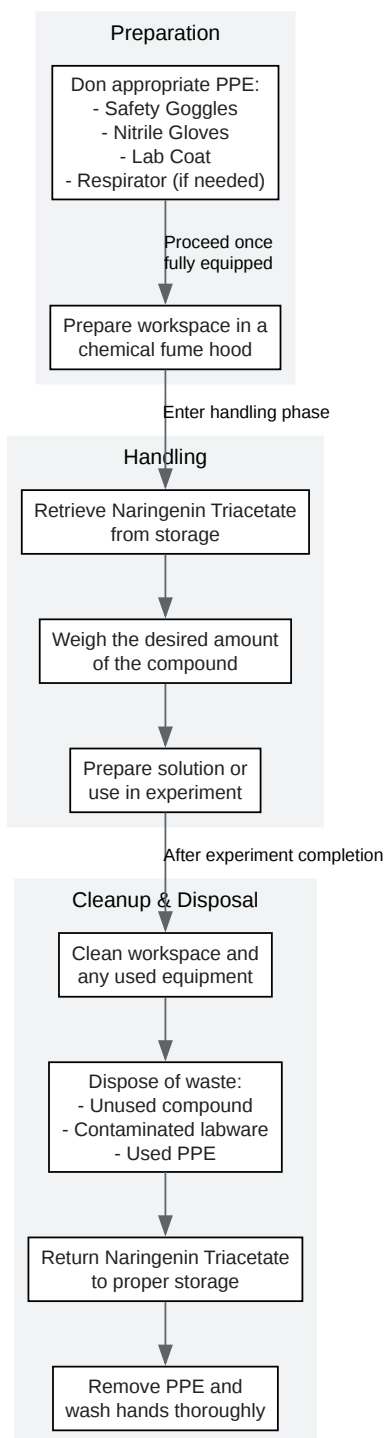 Preparation
Don appropriate PPE:
- Safety Goggles
- Nitrile Gloves
- Lab Coat
- Respirator (if needed)
Proceed once
fully equipped
Prepare workspace in a
chemical fume hood
Enter handling phase
Handling
Retrieve Naringenin Triacetate
from storage
Weigh the desired amount
of the compound
Prepare solution or
use in experiment
After experiment completion
Cleanup & Disposal
Clean workspace and
any used equipment
Dispose of waste:
- Unused compound
- Contaminated labware
- Used PPE
Return Naringenin Triacetate
to proper storage
Remove PPE and
wash hands thoroughly